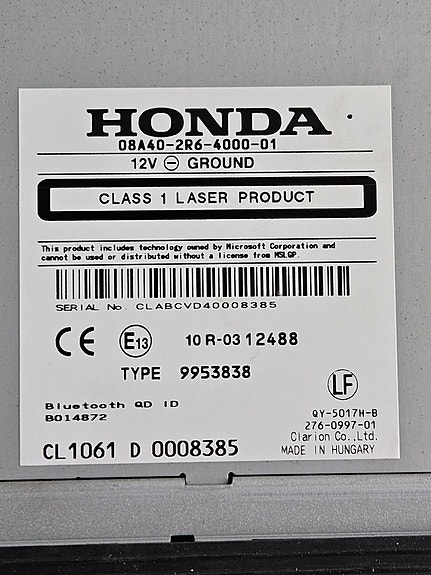 HONDA
08A40-2R6-4000-01
12V ⊖ GROUND
CLASS 1 LASER PRODUCT
This product includes technology owned by Microsoft Corporation and
cannot be used or distributed without a license from MSLGP.
SERIAL No. CLABCVD40008385
CE E13 10 R-03 12488
TYPE 9953838
LF
Bluetooth QD ID
B014872
QY-5017H-B
276-0997-01
Clarion Co.,Ltd.
CL1061 D 0008385
MADE IN HUNGARY